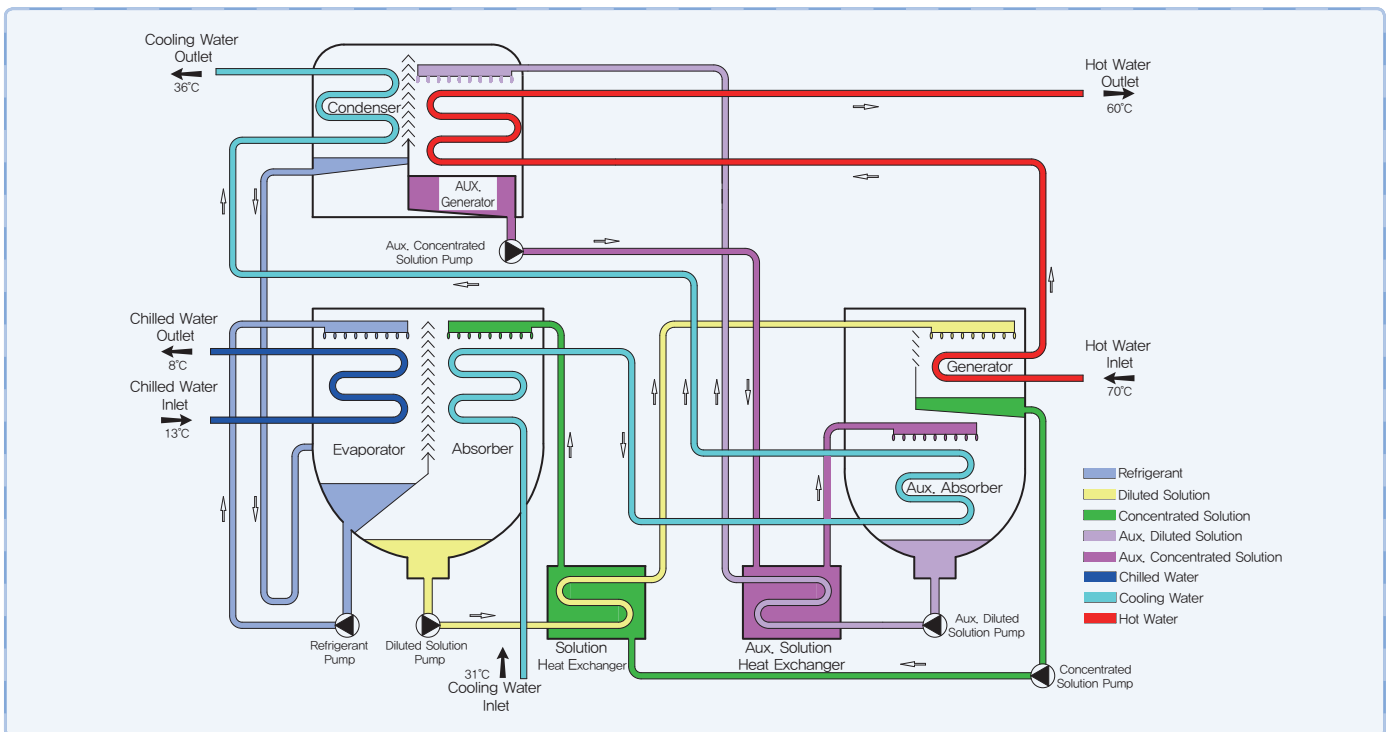 Cooling Water
Outlet
36°C
Condenser
Hot Water
Outlet
60°C
AUX.
Generator
Aux. Concentrated
Solution Pump
Chilled Water
Outlet
8°C
Chilled Water
Inlet
13°C
Evaporator
Absorber
Generator
Hot Water
Inlet
70°C
Aux. Absorber
Refrigerant
Diluted Solution
Concentrated Solution
Aux. Diluted Solution
Aux. Concentrated Solution
Chilled Water
Cooling Water
Hot Water
Refrigerant
Pump
Diluted Solution
Pump
31°C
Cooling Water
Inlet
Solution
Heat Exchanger
Aux. Solution
Heat Exchanger
Aux. Diluted
Solution Pump
Concentrated
Solution Pump